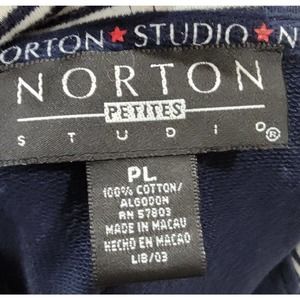 ORTON★STUDIO★N
NORTON
PETITES
STUDIO®
PL
100% COTTON/
ALGODON
RN 57803
MADE IN MACAU
HECHO EN MACAO
LIB/03